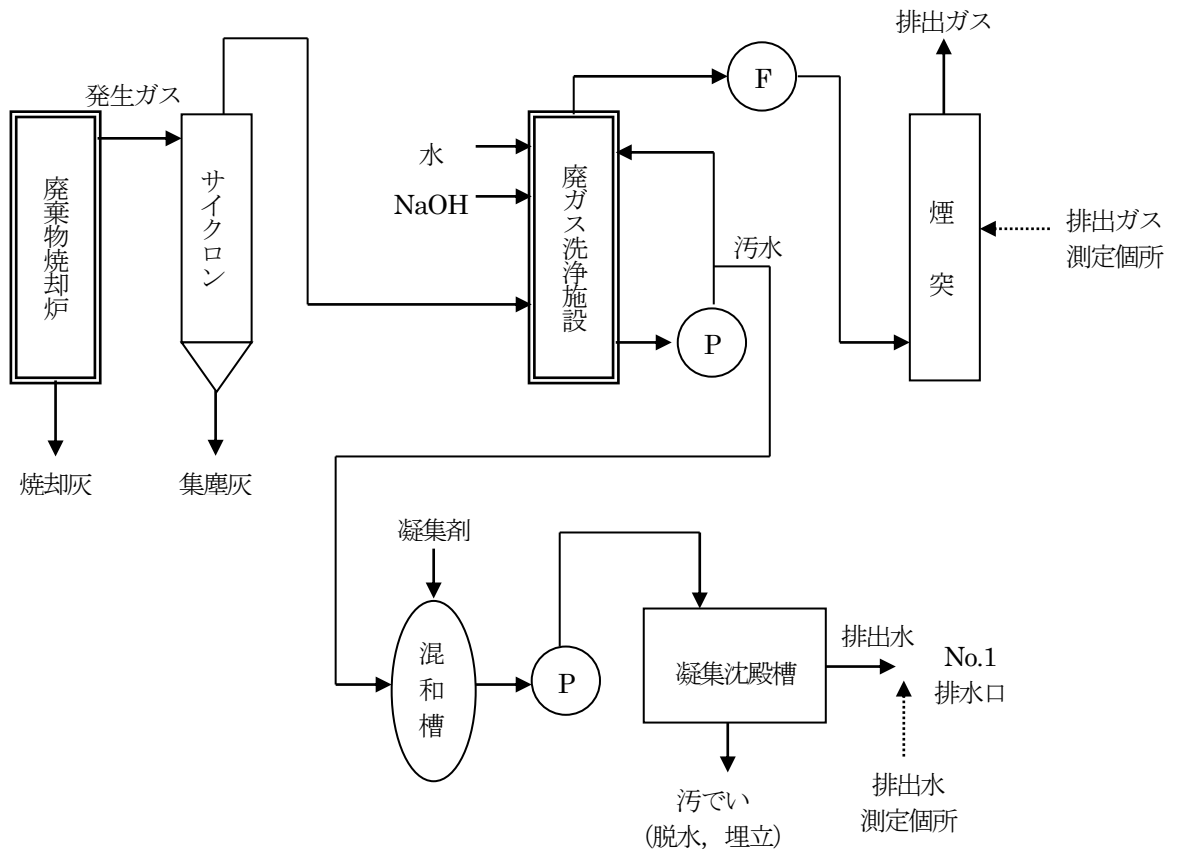 排出ガス
発生ガス
F
廃棄物焼却炉
サイクロン
水
NaOH
廃ガス洗浄施設
汚水
P
煙突
排出ガス
測定個所
焼却灰
集塵灰
凝集剤
混和槽
P
凝集沈殿槽
排出水
No.1
排水口
汚でい
(脱水，埋立)
排出水
測定個所